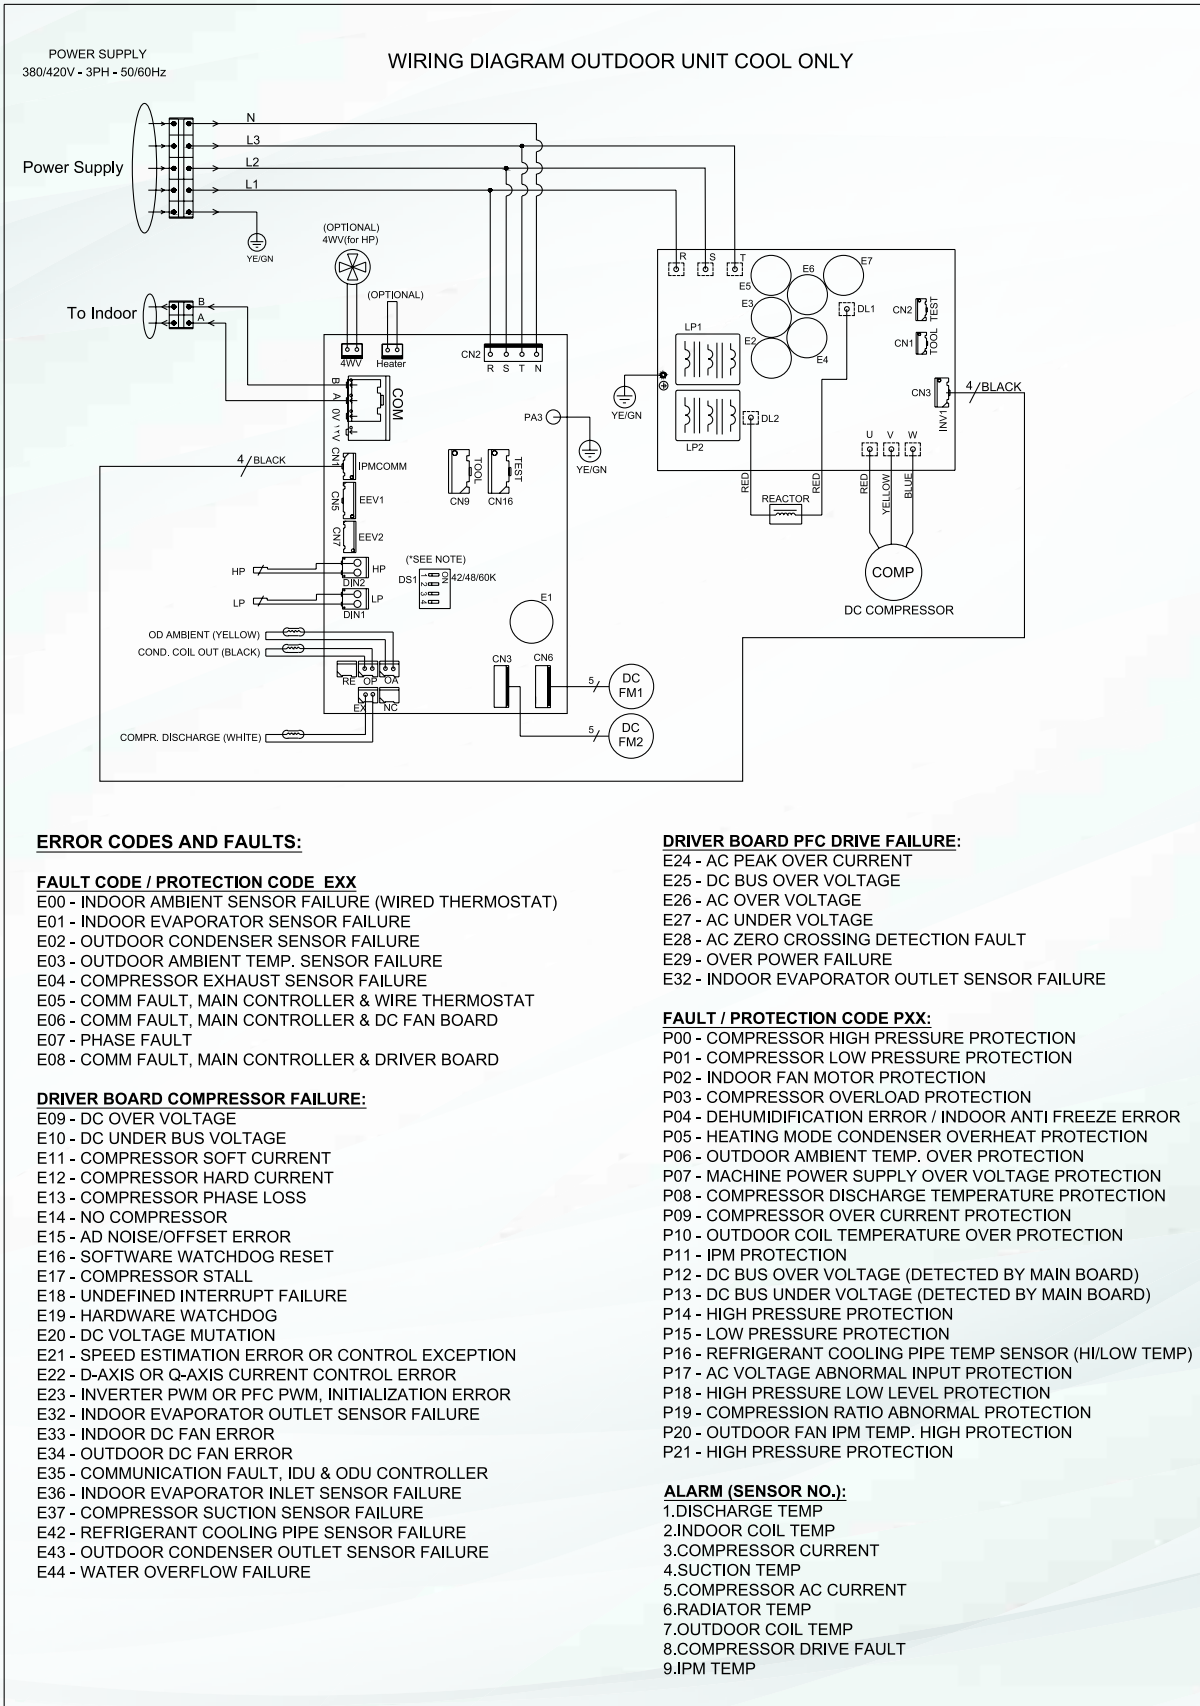 POWER SUPPLY
380/420V - 3PH - 50/60Hz
WIRING DIAGRAM OUTDOOR UNIT COOL ONLY
N
L3
Power Supply
L2
L1
YE/GN
(OPTIONAL)
4WV(for HP)
(OPTIONAL)
To Indoor
B
A
4WV
Heater
CN2
R S T N
B
A
0V
COM
PA3
YE/GN
4
BLACK
CN1
IPMCOMM
CN5
EEV1
CN7
EEV2
TOOL
CN9
TEST
CN16
HP
HP
DIN2
LP
LP
DIN1
(*SEE NOTE)
DS1
1 2 3 4
ON
42/48/60K
E1
OD AMBIENT (YELLOW)
COND. COIL OUT (BLACK)
RE OP OA
EX NC
COMPR. DISCHARGE (WHITE)
CN3
CN6
5
DC
FM1
5
DC
FM2
R
S
T
E5
E6
E7
E3
E2
E4
LP1
LP2
DL1
DL2
CN2
TEST
CN1
TOOL
CN3
INV1
4
BLACK
YE/GN
U
V
W
RED
REACTOR
RED
RED
YELLOW
BLUE
COMP
DC COMPRESSOR
ERROR CODES AND FAULTS:
FAULT CODE / PROTECTION CODE EXX
E00 - INDOOR AMBIENT SENSOR FAILURE (WIRED THERMOSTAT)
E01 - INDOOR EVAPORATOR SENSOR FAILURE
E02 - OUTDOOR CONDENSER SENSOR FAILURE
E03 - OUTDOOR AMBIENT TEMP. SENSOR FAILURE
E04 - COMPRESSOR EXHAUST SENSOR FAILURE
E05 - COMM FAULT, MAIN CONTROLLER & WIRE THERMOSTAT
E06 - COMM FAULT, MAIN CONTROLLER & DC FAN BOARD
E07 - PHASE FAULT
E08 - COMM FAULT, MAIN CONTROLLER & DRIVER BOARD
DRIVER BOARD COMPRESSOR FAILURE:
E09 - DC OVER VOLTAGE
E10 - DC UNDER BUS VOLTAGE
E11 - COMPRESSOR SOFT CURRENT
E12 - COMPRESSOR HARD CURRENT
E13 - COMPRESSOR PHASE LOSS
E14 - NO COMPRESSOR
E15 - AD NOISE/OFFSET ERROR
E16 - SOFTWARE WATCHDOG RESET
E17 - COMPRESSOR STALL
E18 - UNDEFINED INTERRUPT FAILURE
E19 - HARDWARE WATCHDOG
E20 - DC VOLTAGE MUTATION
E21 - SPEED ESTIMATION ERROR OR CONTROL EXCEPTION
E22 - D-AXIS OR Q-AXIS CURRENT CONTROL ERROR
E23 - INVERTER PWM OR PFC PWM, INITIALIZATION ERROR
E32 - INDOOR EVAPORATOR OUTLET SENSOR FAILURE
E33 - INDOOR DC FAN ERROR
E34 - OUTDOOR DC FAN ERROR
E35 - COMMUNICATION FAULT, IDU & ODU CONTROLLER
E36 - INDOOR EVAPORATOR INLET SENSOR FAILURE
E37 - COMPRESSOR SUCTION SENSOR FAILURE
E42 - REFRIGERANT COOLING PIPE SENSOR FAILURE
E43 - OUTDOOR CONDENSER OUTLET SENSOR FAILURE
E44 - WATER OVERFLOW FAILURE
DRIVER BOARD PFC DRIVE FAILURE:
E24 - AC PEAK OVER CURRENT
E25 - DC BUS OVER VOLTAGE
E26 - AC OVER VOLTAGE
E27 - AC UNDER VOLTAGE
E28 - AC ZERO CROSSING DETECTION FAULT
E29 - OVER POWER FAILURE
E32 - INDOOR EVAPORATOR OUTLET SENSOR FAILURE
FAULT / PROTECTION CODE PXX:
P00 - COMPRESSOR HIGH PRESSURE PROTECTION
P01 - COMPRESSOR LOW PRESSURE PROTECTION
P02 - INDOOR FAN MOTOR PROTECTION
P03 - COMPRESSOR OVERLOAD PROTECTION
P04 - DEHUMIDIFICATION ERROR / INDOOR ANTI FREEZE ERROR
P05 - HEATING MODE CONDENSER OVERHEAT PROTECTION
P06 - OUTDOOR AMBIENT TEMP. OVER PROTECTION
P07 - MACHINE POWER SUPPLY OVER VOLTAGE PROTECTION
P08 - COMPRESSOR DISCHARGE TEMPERATURE PROTECTION
P09 - COMPRESSOR OVER CURRENT PROTECTION
P10 - OUTDOOR COIL TEMPERATURE OVER PROTECTION
P11 - IPM PROTECTION
P12 - DC BUS OVER VOLTAGE (DETECTED BY MAIN BOARD)
P13 - DC BUS UNDER VOLTAGE (DETECTED BY MAIN BOARD)
P14 - HIGH PRESSURE PROTECTION
P15 - LOW PRESSURE PROTECTION
P16 - REFRIGERANT COOLING PIPE TEMP SENSOR (HI/LOW TEMP)
P17 - AC VOLTAGE ABNORMAL INPUT PROTECTION
P18 - HIGH PRESSURE LOW LEVEL PROTECTION
P19 - COMPRESSION RATIO ABNORMAL PROTECTION
P20 - OUTDOOR FAN IPM TEMP. HIGH PROTECTION
P21 - HIGH PRESSURE PROTECTION
ALARM (SENSOR NO.):
1.DISCHARGE TEMP
2.INDOOR COIL TEMP
3.COMPRESSOR CURRENT
4.SUCTION TEMP
5.COMPRESSOR AC CURRENT
6.RADIATOR TEMP
7.OUTDOOR COIL TEMP
8.COMPRESSOR DRIVE FAULT
9.IPM TEMP